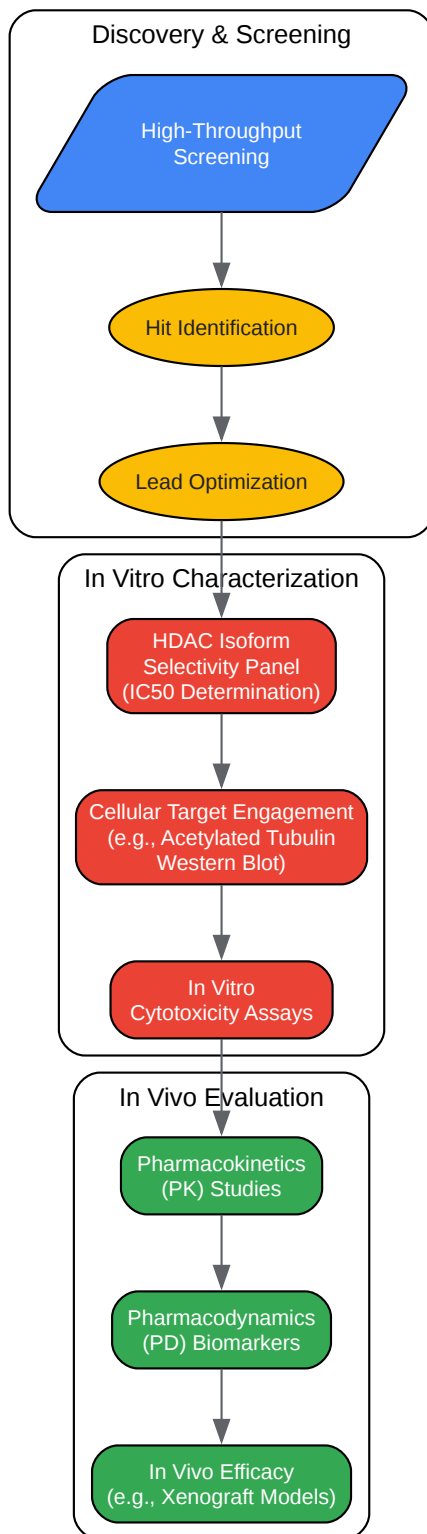 Discovery & Screening
High-Throughput
Screening
Hit Identification
Lead Optimization
In Vitro Characterization
HDAC Isoform
Selectivity Panel
(IC50 Determination)
Cellular Target Engagement
(e.g., Acetylated Tubulin
Western Blot)
In Vitro
Cytotoxicity Assays
In Vivo Evaluation
Pharmacokinetics
(PK) Studies
Pharmacodynamics
(PD) Biomarkers
In Vivo Efficacy
(e.g., Xenograft Models)